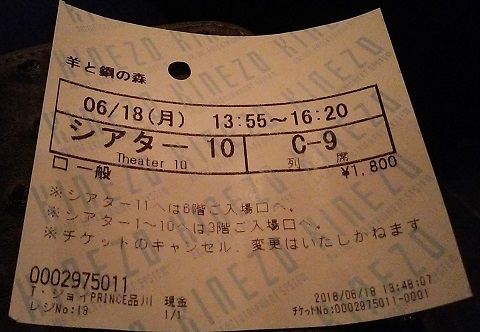 羊と鋼の森
06/18(月) 13:55～16:20
シアター 10 C-9
Theater 10 列 席
□ 一般 ¥1,800
※シアター11へは6階ご入場口へ。
※シアター1～10へは3階ご入場口へ。
※チケットのキャンセル、変更はいたしかねます
0002975011
T・ジョイPRINCE品川 現金
レジNo:13 1/1
2018/06/18 13:48:07
チケットNo:0002975011-0001
KINEZO